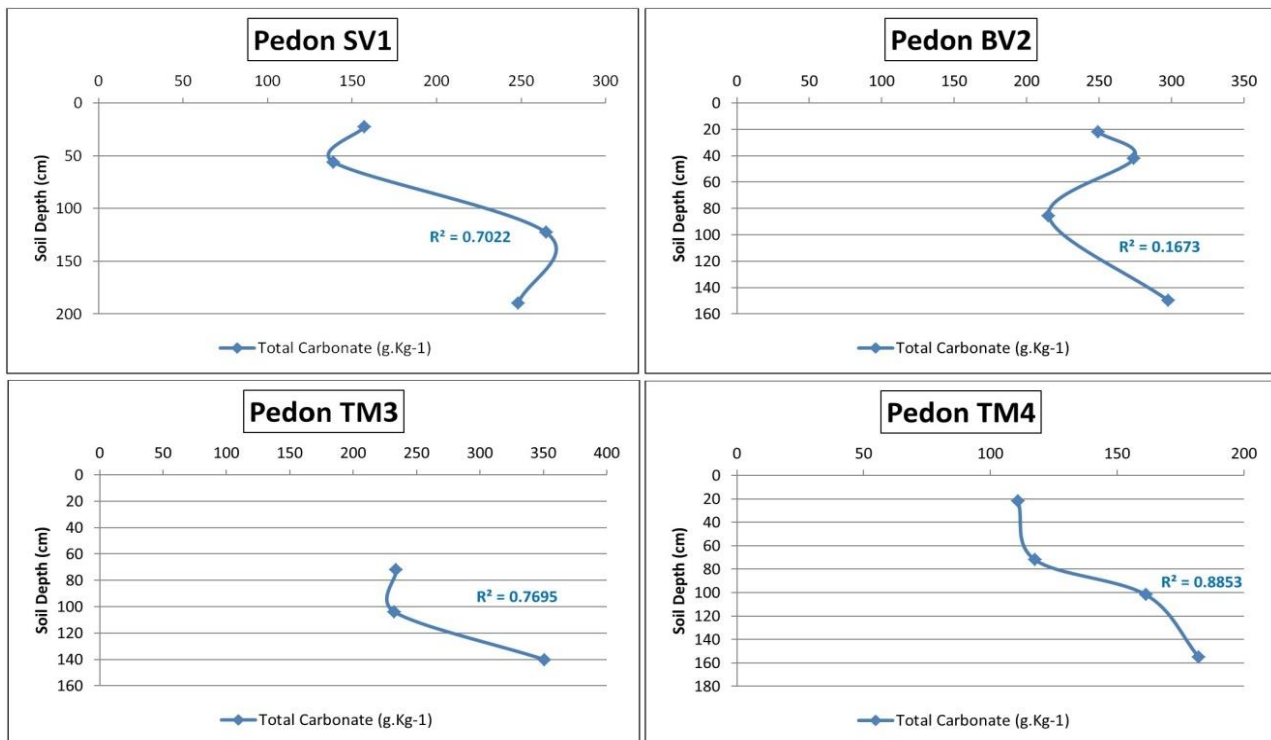 Pedon SV1
0 50 100 150 200 250 300
0
50
100
150
200
Soil Depth (cm)
R² = 0.7022
Total Carbonate (g.Kg-1)
Pedon BV2
0 50 100 150 200 250 300 350
0
20
40
60
80
100
120
140
160
Soil Depth (cm)
R² = 0.1673
Total Carbonate (g.Kg-1)
Pedon TM3
0 50 100 150 200 250 300 350 400
0
20
40
60
80
100
120
140
160
Soil Depth (cm)
R² = 0.7695
Total Carbonate (g.Kg-1)
Pedon TM4
0 50 100 150 200
0
20
40
60
80
100
120
140
160
180
Soil Depth (cm)
R² = 0.8853
Total Carbonate (g.Kg-1)